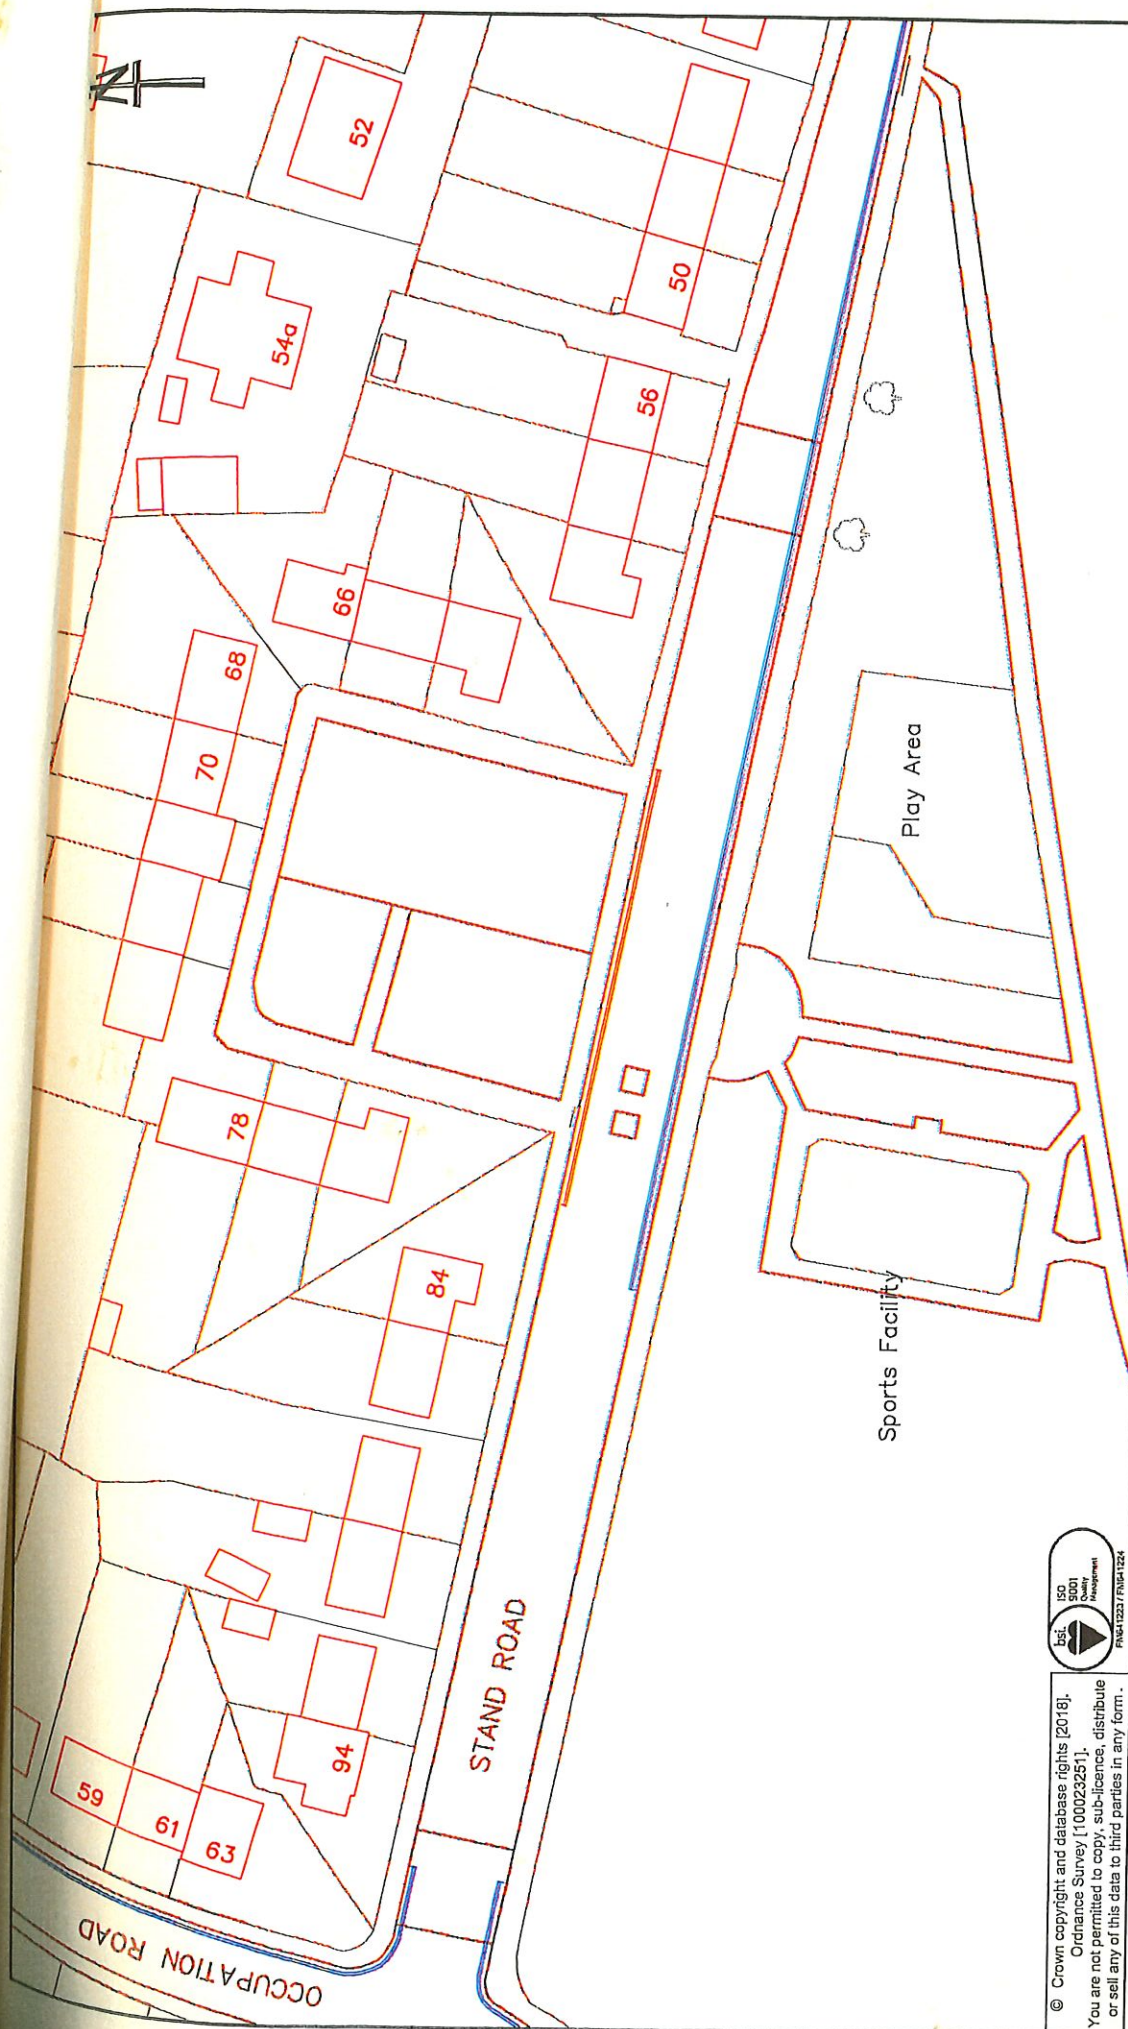 N
52
54a
50
56
66
68
70
78
84
94
59
61
63
Play Area
Sports Facility
STAND ROAD
OCCUPATION ROAD
© Crown copyright and database rights [2018].
Ordnance Survey [100023251].
You are not permitted to copy, sub-licence, distribute
or sell any of this data to third parties in any form.
bsi.
ISO
9001
Quality
Management
FM641223 / FM641224